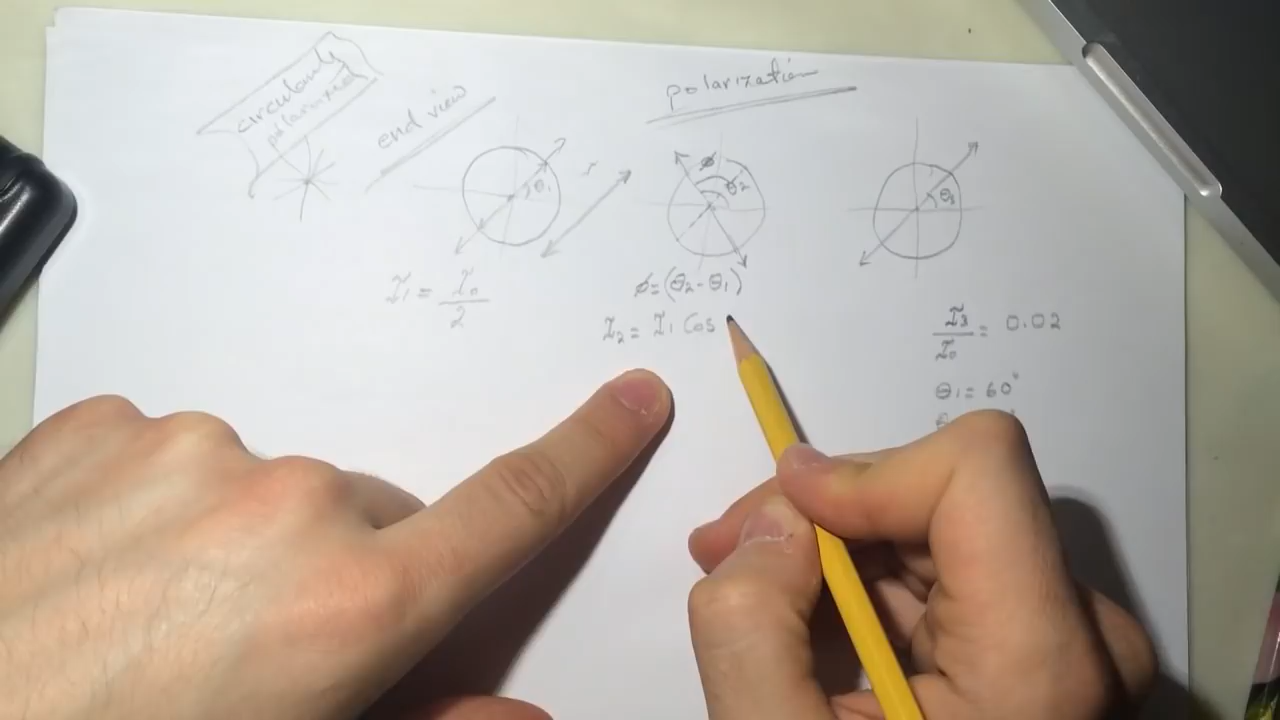 circularly
polarized
end view
polarization
θ₁
ϕ
θ₂
θ₃
I₁ = I₀/2
ϕ=(θ₂-θ₁)
I₂ = I₁ Cos
I₃/I₀ = 0.02
θ₁ = 60°